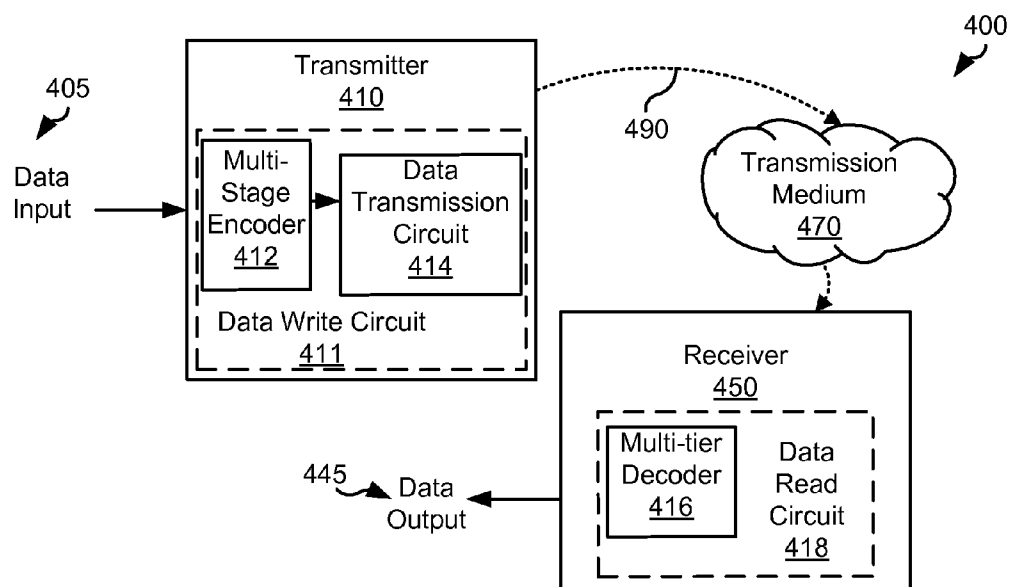 400
405
Data
Input
Transmitter
410
Multi-
Stage
Encoder
412
Data
Transmission
Circuit
414
Data Write Circuit
411
490
Transmission
Medium
470
Receiver
450
Multi-tier
Decoder
416
Data
Read
Circuit
418
445
Data
Output